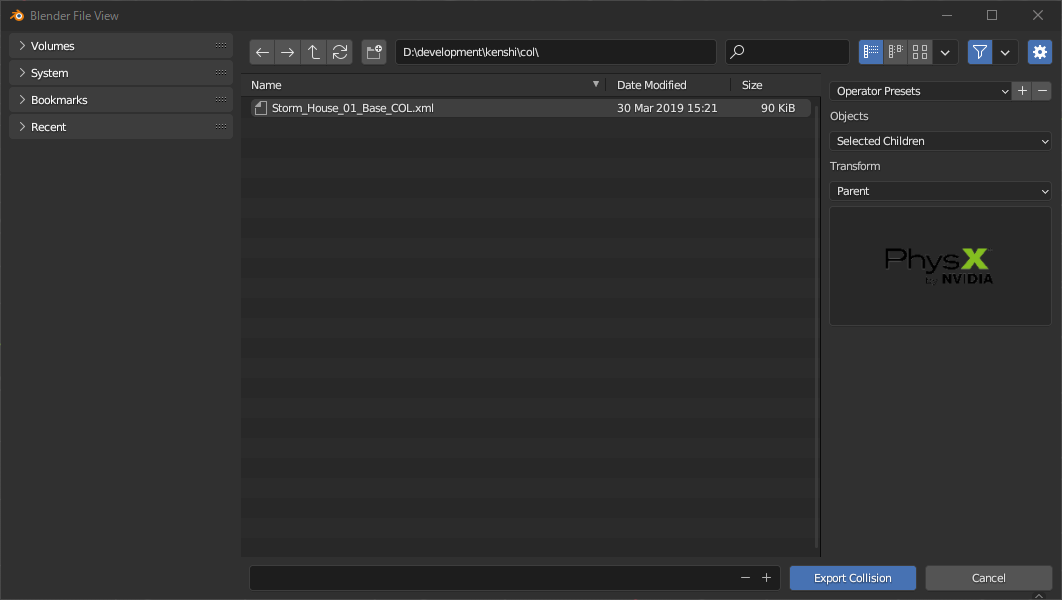 Blender File View
Volumes
System
Bookmarks
Recent
D:\development\kenshi\col\
Name Date Modified Size
Storm_House_01_Base_COL.xml 30 Mar 2019 15:21 90 KiB
Operator Presets
Objects
Selected Children
Transform
Parent
PhysX
by NVIDIA
Export Collision Cancel